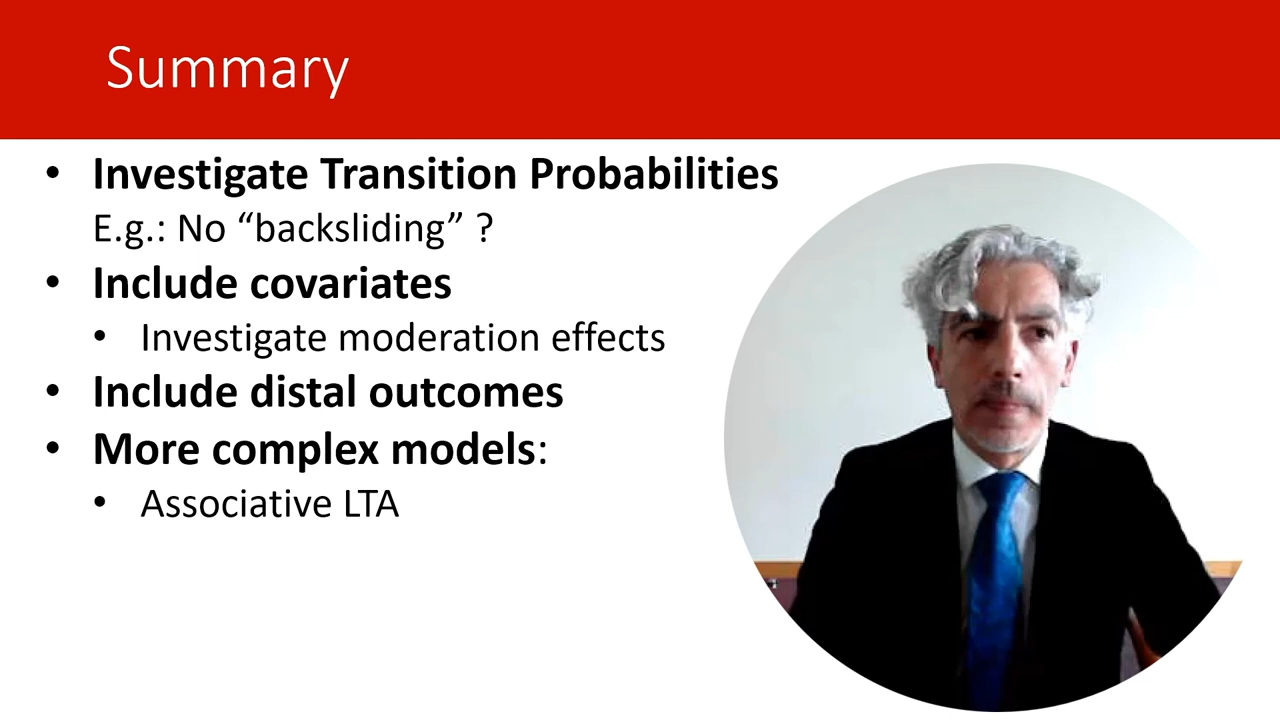 Summary
• Investigate Transition Probabilities
E.g.: No “backsliding” ?
• Include covariates
• Investigate moderation effects
• Include distal outcomes
• More complex models:
• Associative LTA